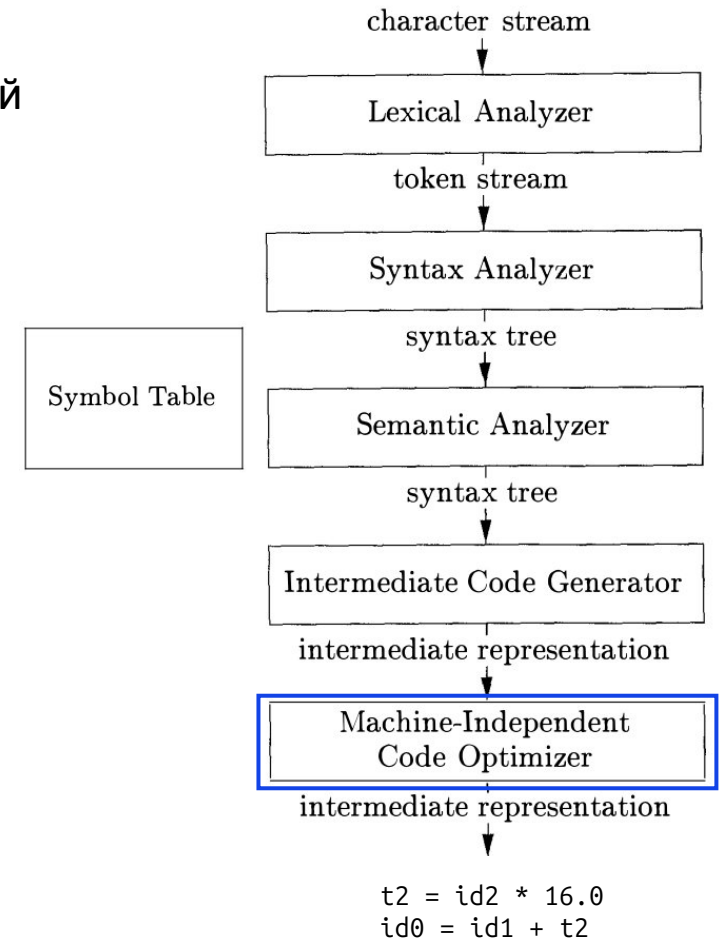 character stream
й
Lexical Analyzer
token stream
Syntax Analyzer
syntax tree
Symbol Table
Semantic Analyzer
syntax tree
Intermediate Code Generator
intermediate representation
Machine-Independent
Code Optimizer
intermediate representation
t2 = id2 * 16.0
id0 = id1 + t2